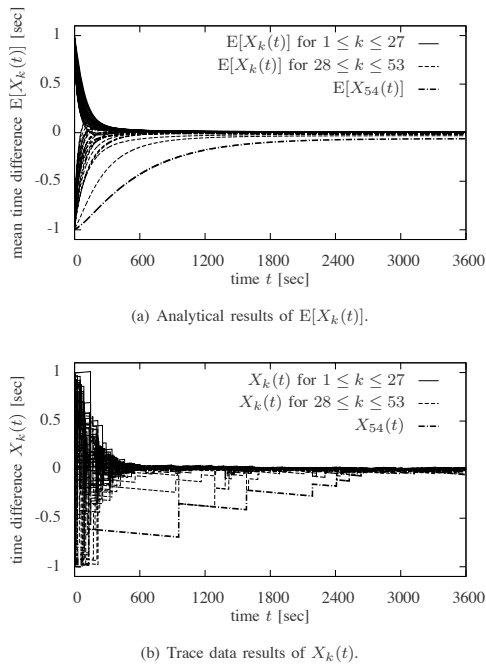 mean time difference E[X_k(t)] [sec]
1
0.5
0
-0.5
-1
E[X_k(t)] for 1 ≤ k ≤ 27
E[X_k(t)] for 28 ≤ k ≤ 53
E[X_54(t)]
0 600 1200 1800 2400 3000 3600
time t [sec]
(a) Analytical results of E[X_k(t)].
time difference X_k(t) [sec]
1
0.5
0
-0.5
-1
X_k(t) for 1 ≤ k ≤ 27
X_k(t) for 28 ≤ k ≤ 53
X_54(t)
0 600 1200 1800 2400 3000 3600
time t [sec]
(b) Trace data results of X_k(t).